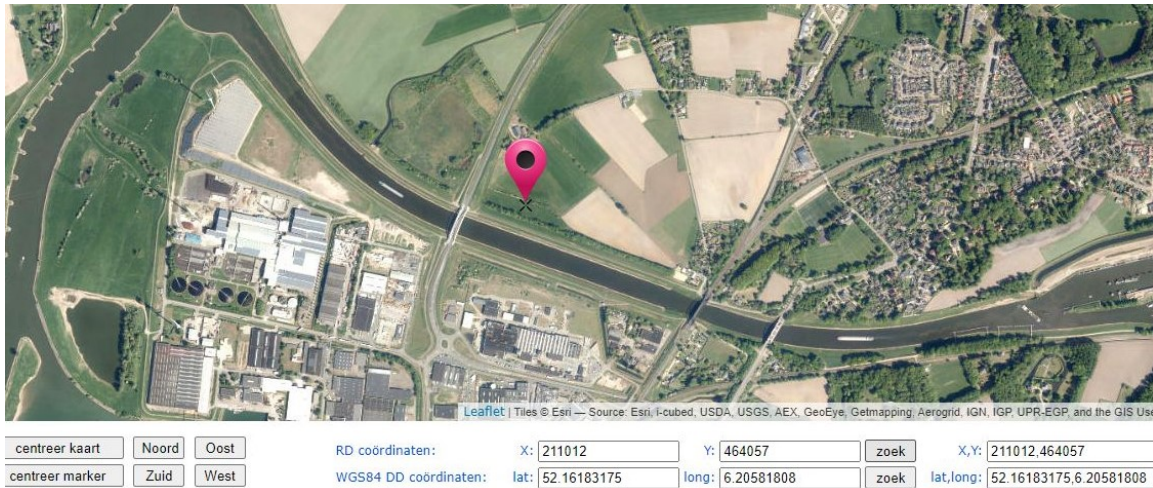 Leaflet | Tiles © Esri — Source: Esri, i-cubed, USDA, USGS, AEX, GeoEye, Getmapping, Aerogrid, IGN, IGP, UPR-EGP, and the GIS Use
centreer kaart Noord Oost RD coördinaten: X: 211012 Y: 464057 zoek X,Y: 211012,464057
centreer marker Zuid West WGS84 DD coördinaten: lat: 52.16183175 long: 6.20581808 zoek lat,long: 52.16183175,6.20581808